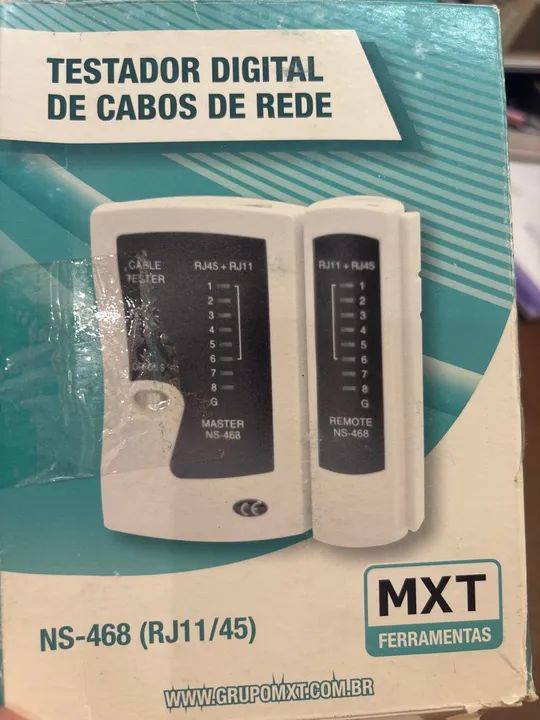 TESTADOR DIGITAL
DE CABOS DE REDE
CABLE
TESTER
RJ45 + RJ11
1
2
3
4
5
6
7
8
G
MASTER
NS-468
RJ11 + RJ45
1
2
3
4
5
6
7
8
G
REMOTE
NS-468
CE
MXT
FERRAMENTAS
NS-468 (RJ11/45)
WWW.GRUPOMXT.COM.BR